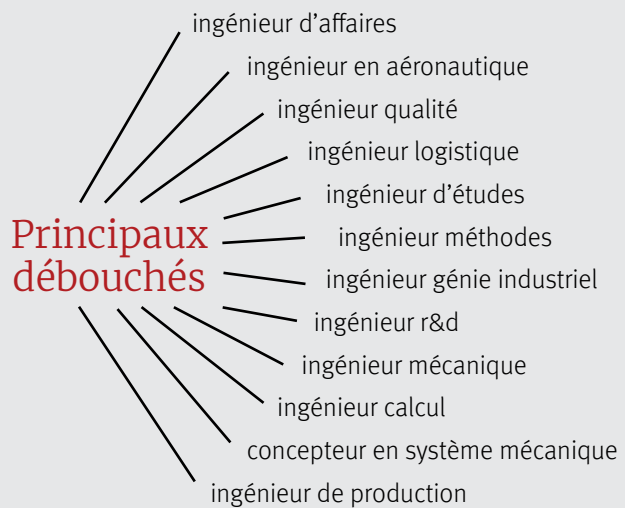 ingénieur d’affaires
ingénieur en aéronautique
ingénieur qualité
ingénieur logistique
ingénieur d’études
Principaux
débouchés
ingénieur méthodes
ingénieur génie industriel
ingénieur r&d
ingénieur mécanique
ingénieur calcul
concepteur en système mécanique
ingénieur de production